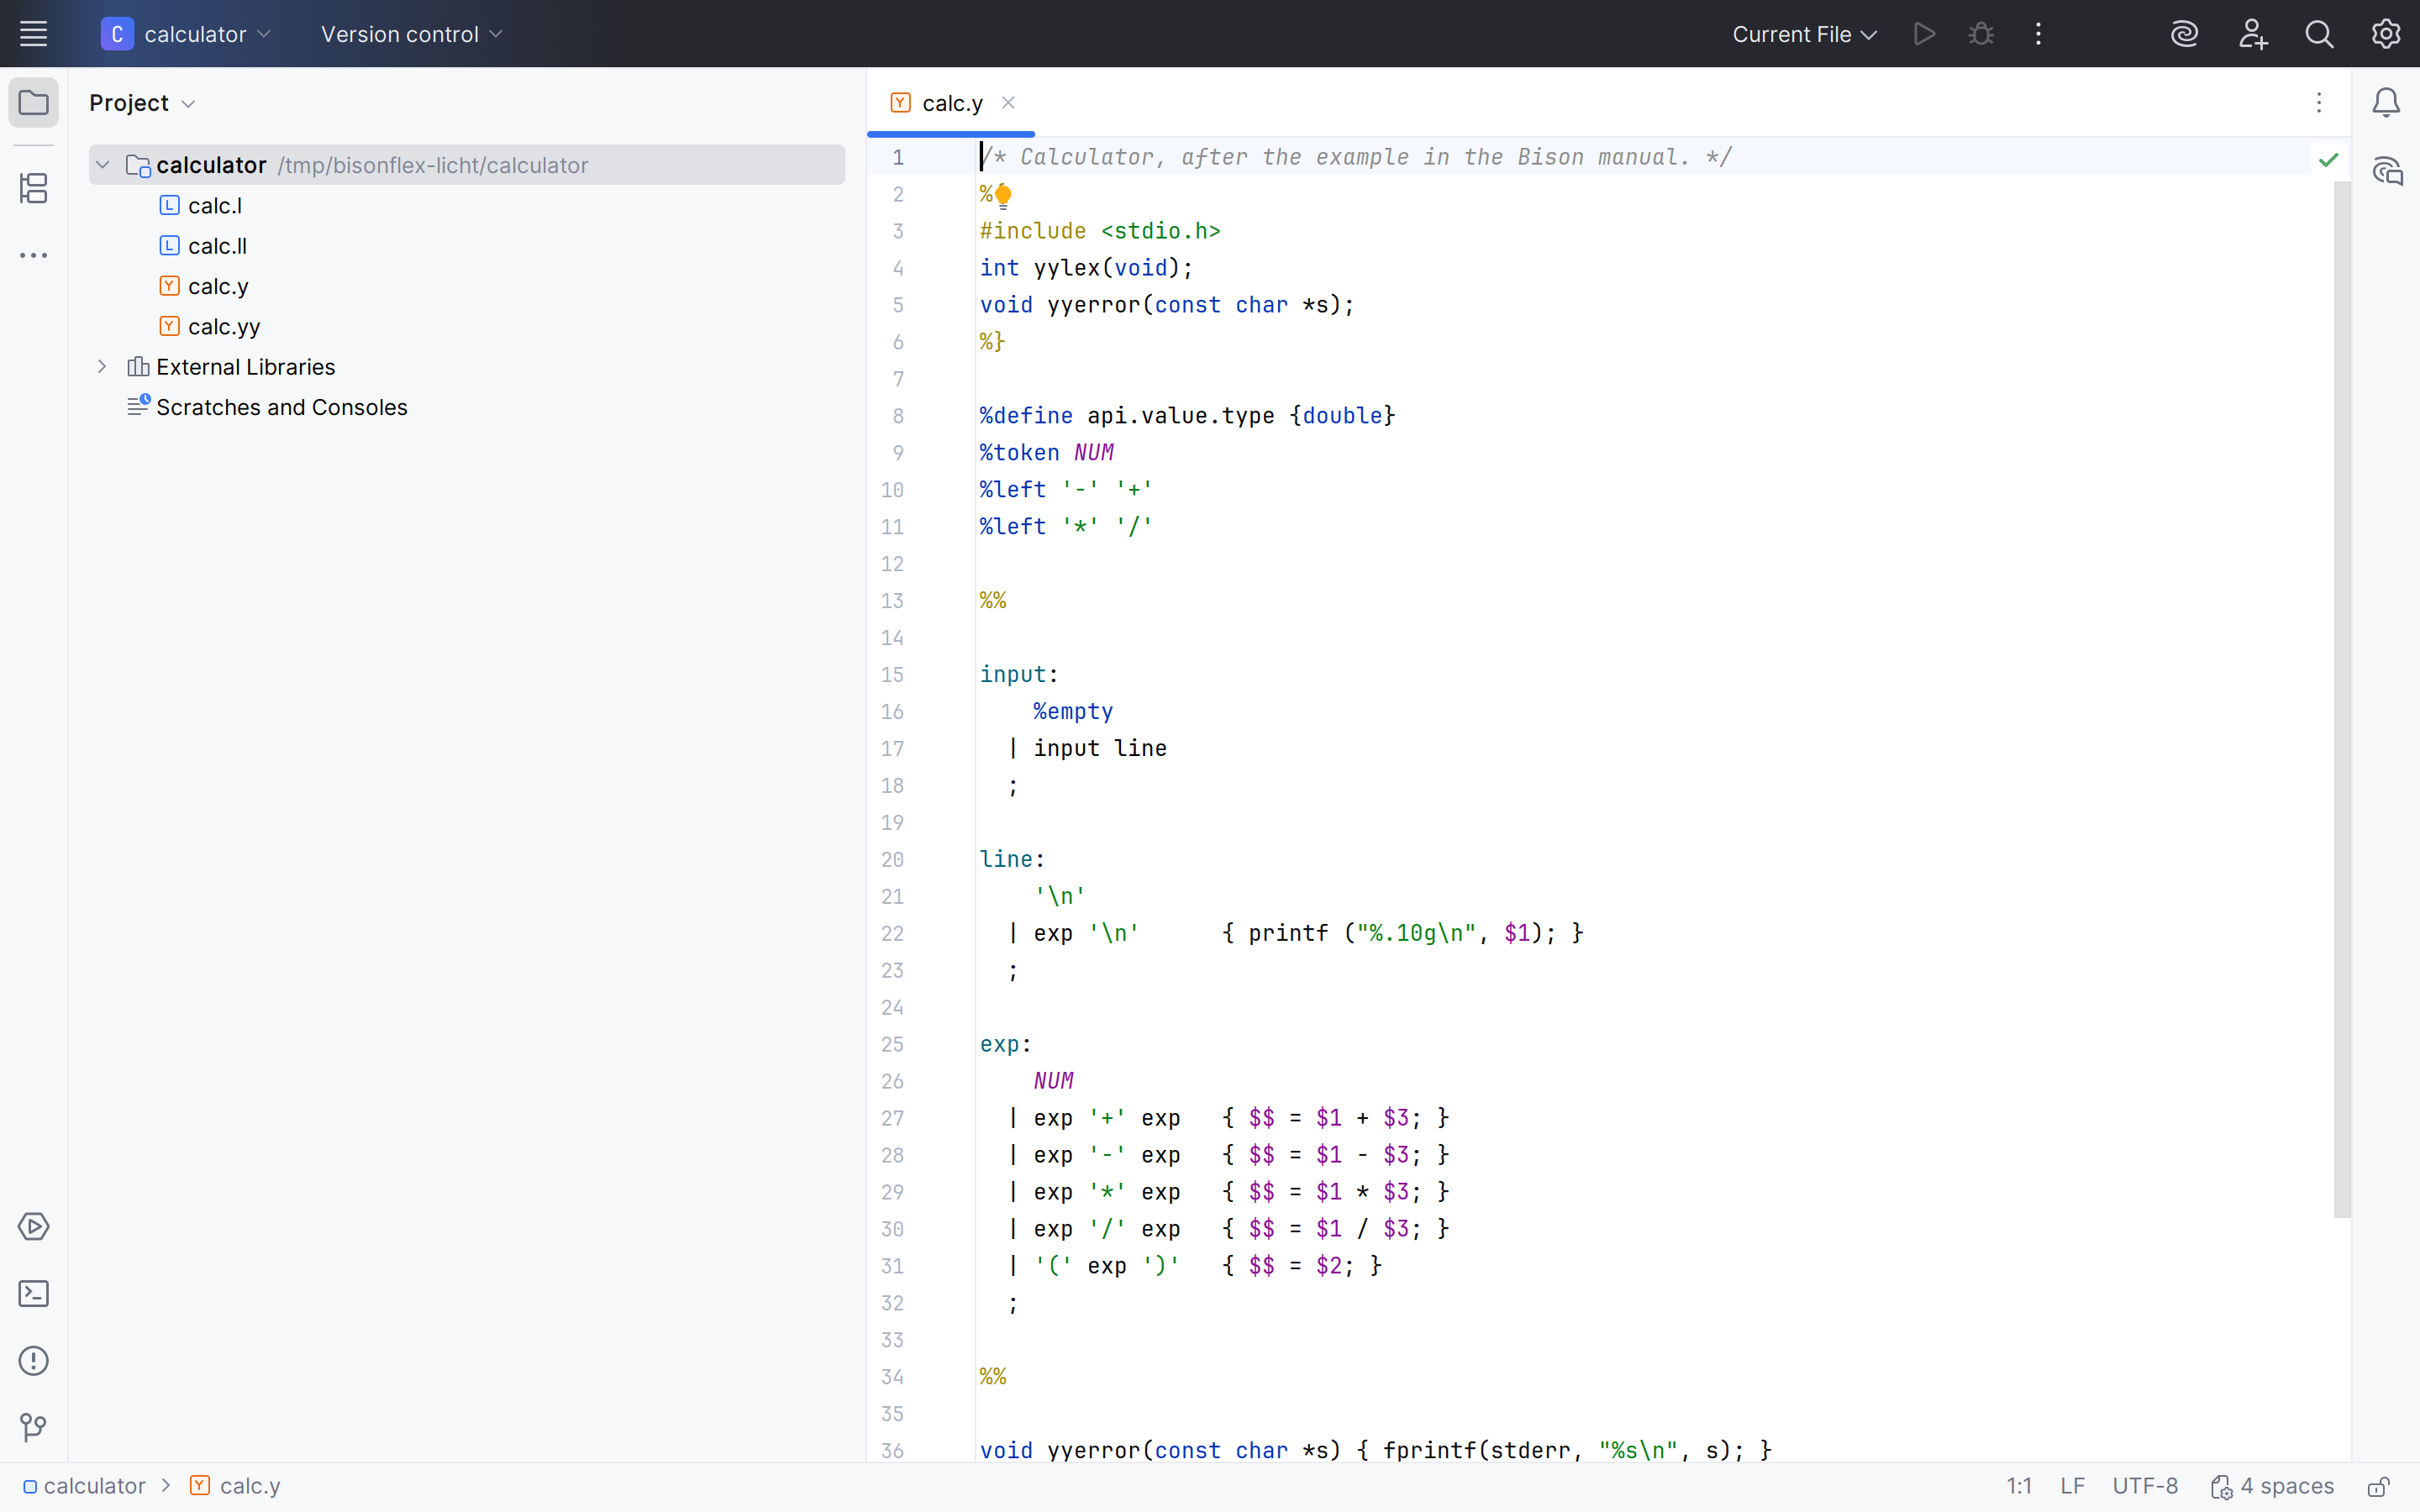 C calculator Version control Current File
Project
calculator /tmp/bisonflex-licht/calculator
L calc.l
L calc.ll
Y calc.y
Y calc.yy
External Libraries
Scratches and Consoles
Y calc.y
1 /* Calculator, after the example in the Bison manual. */
2 %
3 #include <stdio.h>
4 int yylex(void);
5 void yyerror(const char *s);
6 %}
7
8 %define api.value.type {double}
9 %token NUM
10 %left '-' '+'
11 %left '*' '/'
12
13 %%
14
15 input:
16     %empty
17   | input line
18   ;
19
20 line:
21     '\n'
22   | exp '\n'      { printf ("%.10g\n", $1); }
23   ;
24
25 exp:
26     NUM
27   | exp '+' exp   { $$ = $1 + $3; }
28   | exp '-' exp   { $$ = $1 - $3; }
29   | exp '*' exp   { $$ = $1 * $3; }
30   | exp '/' exp   { $$ = $1 / $3; }
31   | '(' exp ')'   { $$ = $2; }
32   ;
33
34 %%
35
36 void yyerror(const char *s) { fprintf(stderr, "%s\n", s); }
calculator > Y calc.y 1:1 LF UTF-8 4 spaces